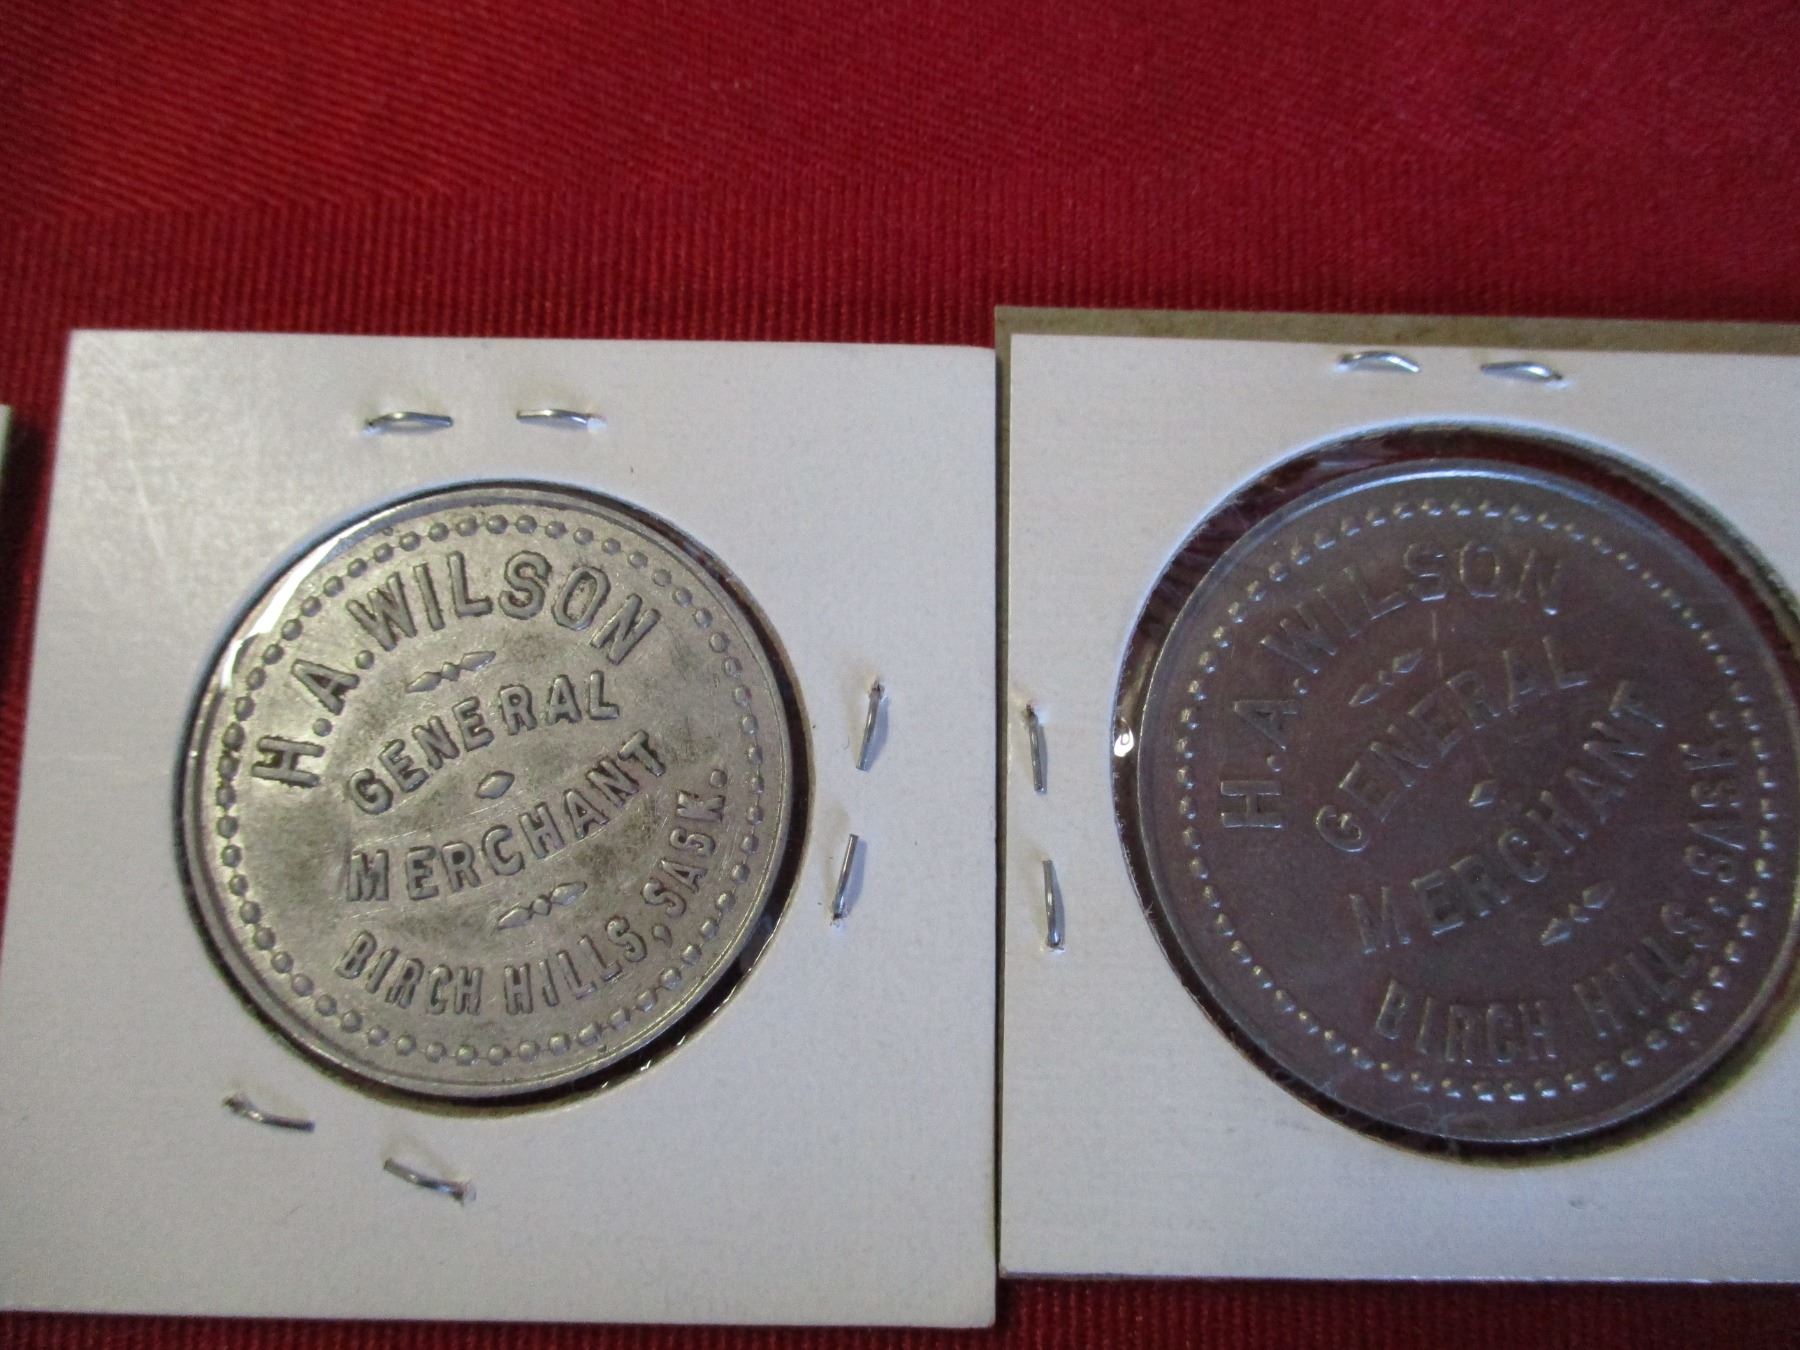 H.A.WILSON
GENERAL
MERCHANT
BIRCH HILLS, SASK.
H.A.WILSON
GENERAL
MERCHANT
BIRCH HILLS, SASK.